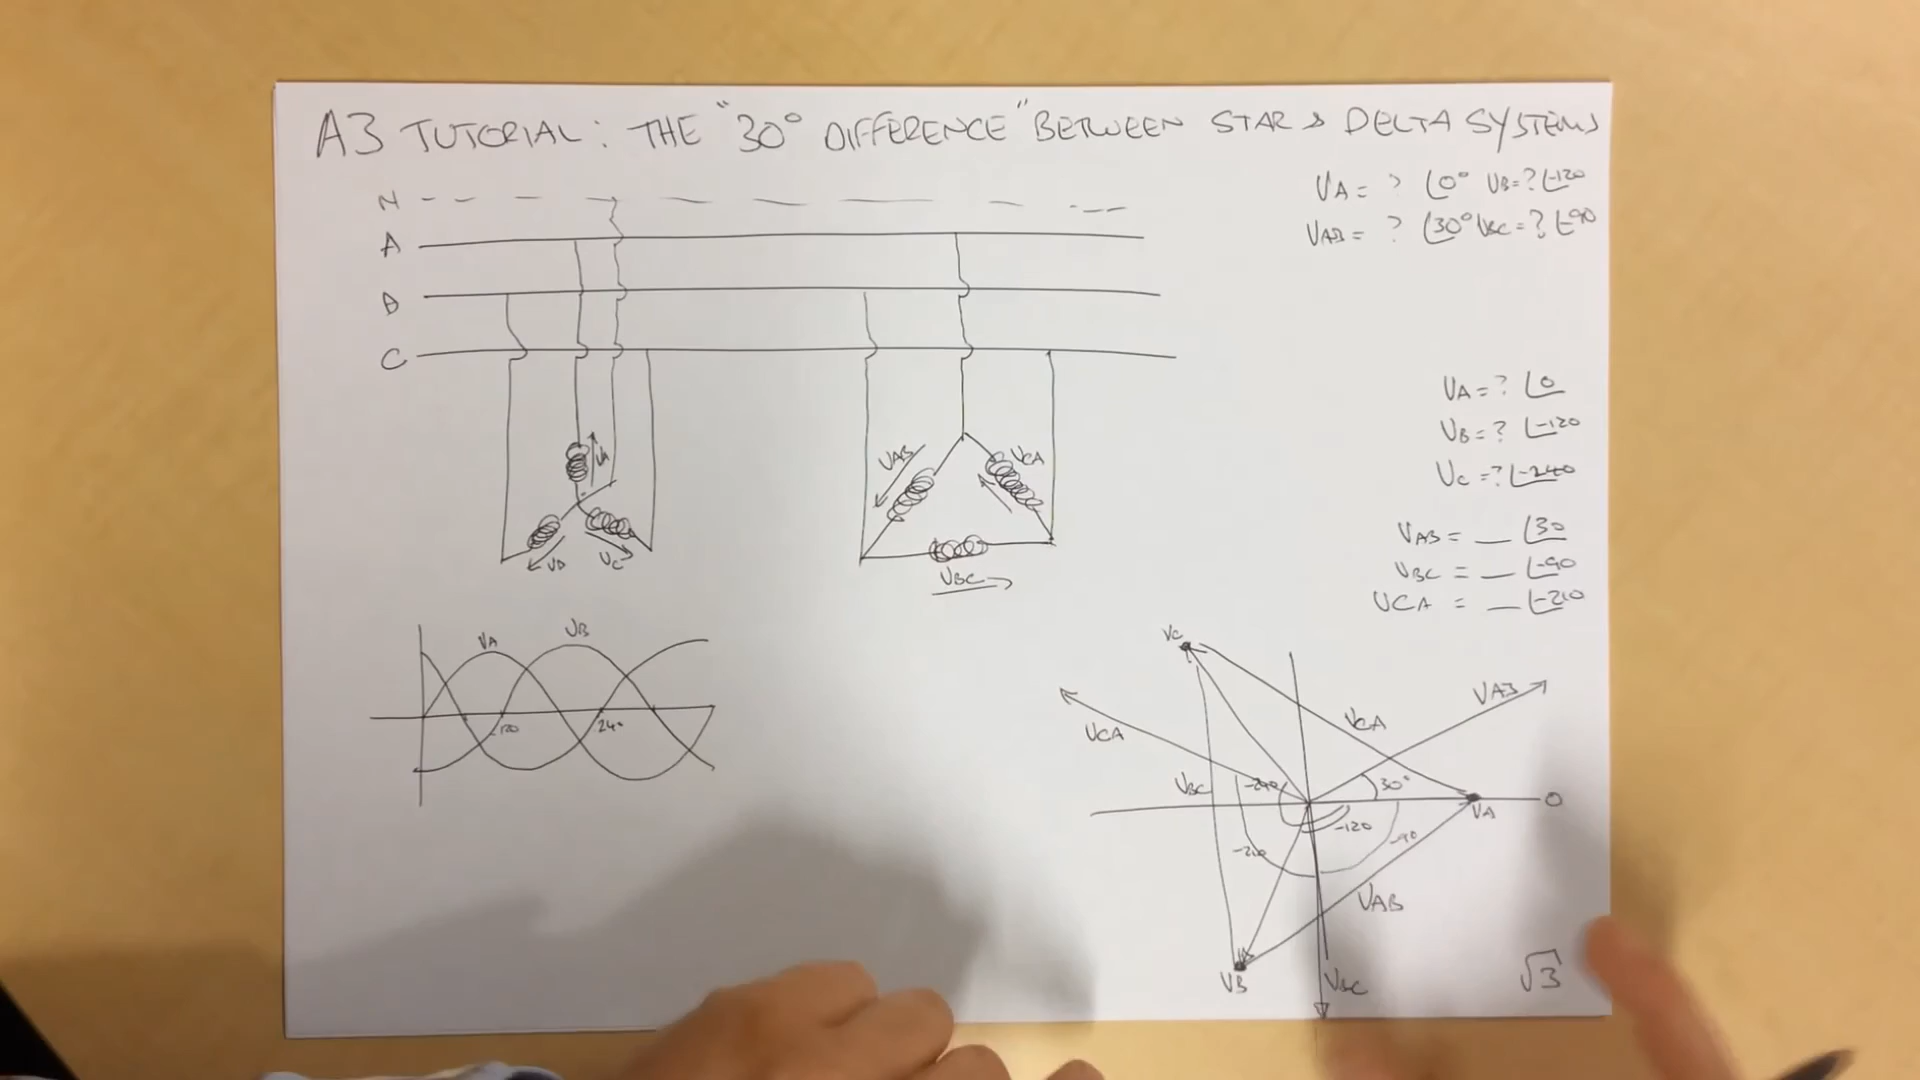 A3 TUTORIAL: THE "30° DIFFERENCE" BETWEEN STAR & DELTA SYSTEMS
VA = ? ∠0° VB = ? ∠-120
VAB = ? ∠30° VBC = ? ∠-90
N
A
B
C
VA = ? ∠0
VB = ? ∠-120
VC = ? ∠-240
VAB = __ ∠30
VBC = __ ∠-90
VCA = __ ∠-210
VA
VB
VC
VAB
VCA
VBC
VA
VB
120
240
VC
VAB
VCA
VCA
VBC
-240
30°
0
VA
-120
-90
-210
VAB
VB
VBC
√3